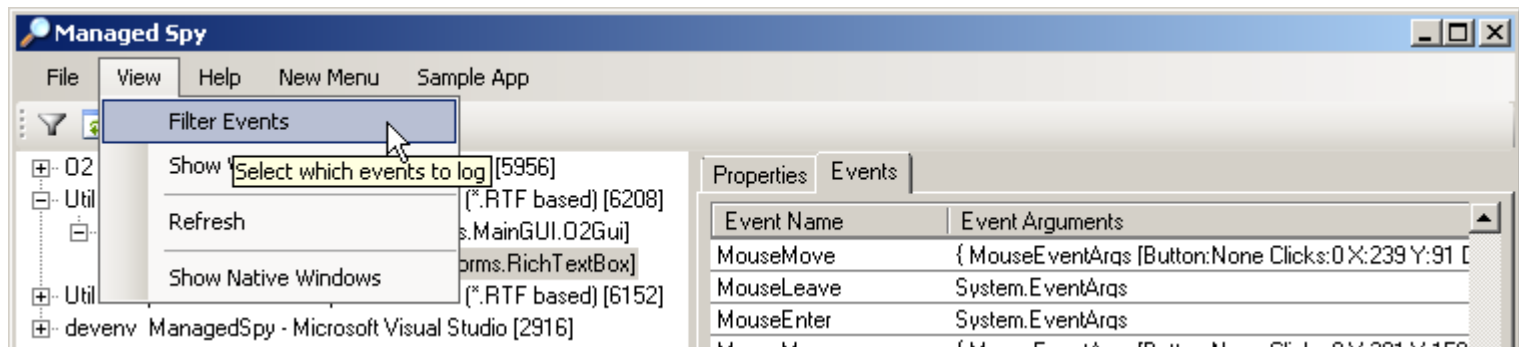 Managed Spy
File View Help New Menu Sample App
Filter Events
Show Select which events to log [5956]
O2
Properties Events
Util (*.RTF based) [6208]
Event Name Event Arguments
Refresh s.MainGUI.O2Gui]
MouseMove { MouseEventArgs [Button:None Clicks:0 X:239 Y:91 D
orms.RichTextBox]
Show Native Windows
MouseLeave System.EventArgs
Util (*.RTF based) [6152]
MouseEnter System.EventArgs
devenv ManagedSpy - Microsoft Visual Studio [2916]